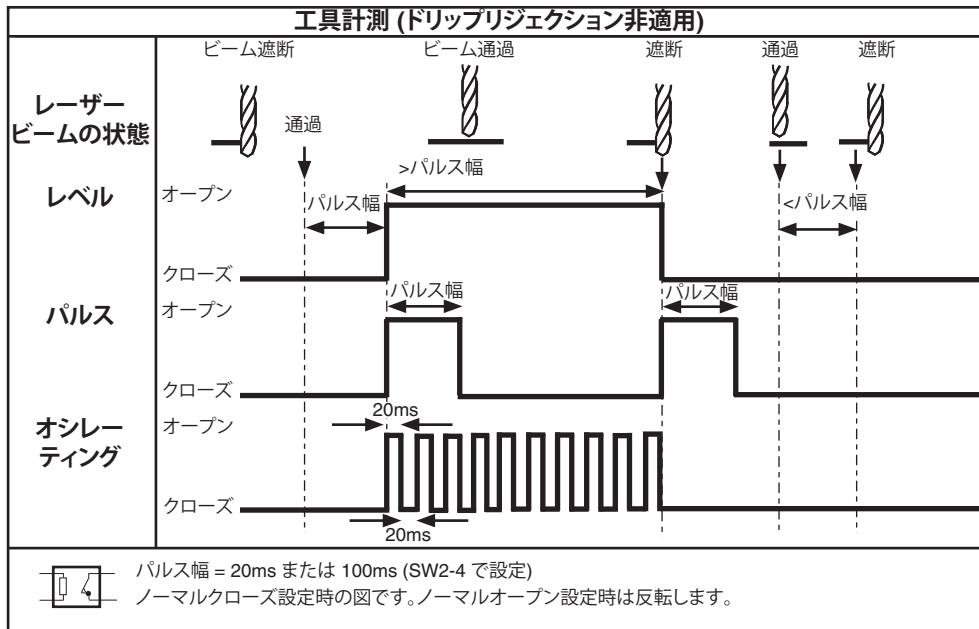 工具計測 (ドリップリジェクション非適用)
ビーム遮断
ビーム通過
遮断
通過
遮断
レーザー
ビームの状態
通過
>パルス幅
レベル
オープン
パルス幅
<パルス幅
クローズ
パルス幅
パルス幅
パルス
オープン
クローズ
20ms
オシレー
ティング
オープン
クローズ
20ms
パルス幅 = 20ms または 100ms (SW2-4 で設定)
ノーマルクローズ設定時の図です。ノーマルオープン設定時は反転します。